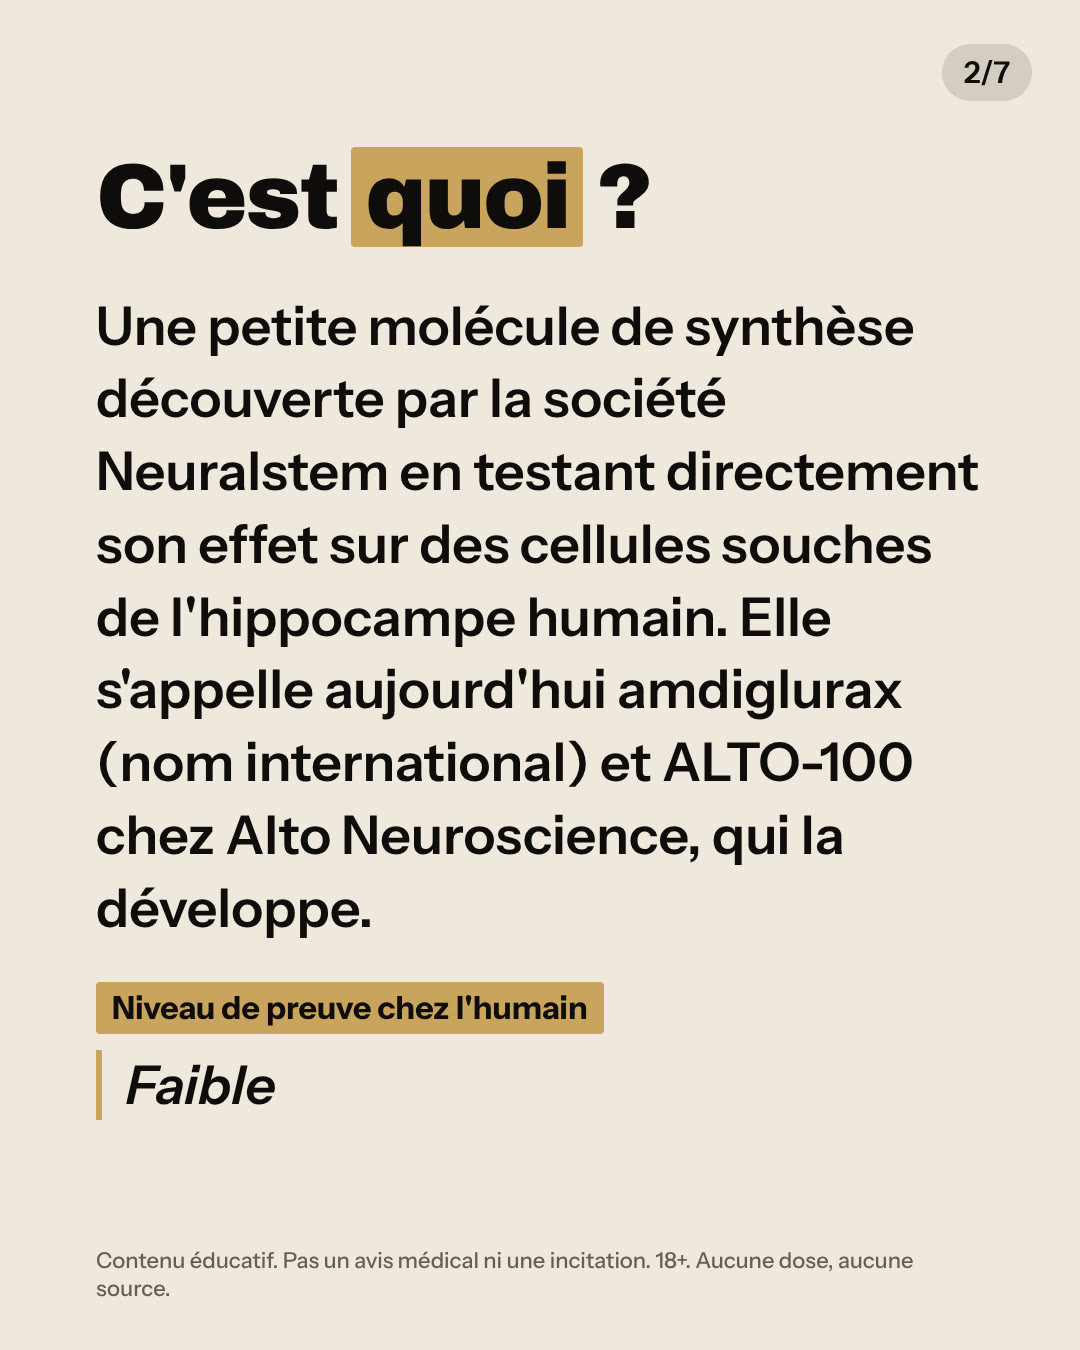 2/7
C'est quoi ?
Une petite molécule de synthèse
découverte par la société
Neuralstem en testant directement
son effet sur des cellules souches
de l'hippocampe humain. Elle
s'appelle aujourd'hui amdiglurax
(nom international) et ALTO-100
chez Alto Neuroscience, qui la
développe.
Niveau de preuve chez l'humain
Faible
Contenu éducatif. Pas un avis médical ni une incitation. 18+. Aucune dose, aucune
source.